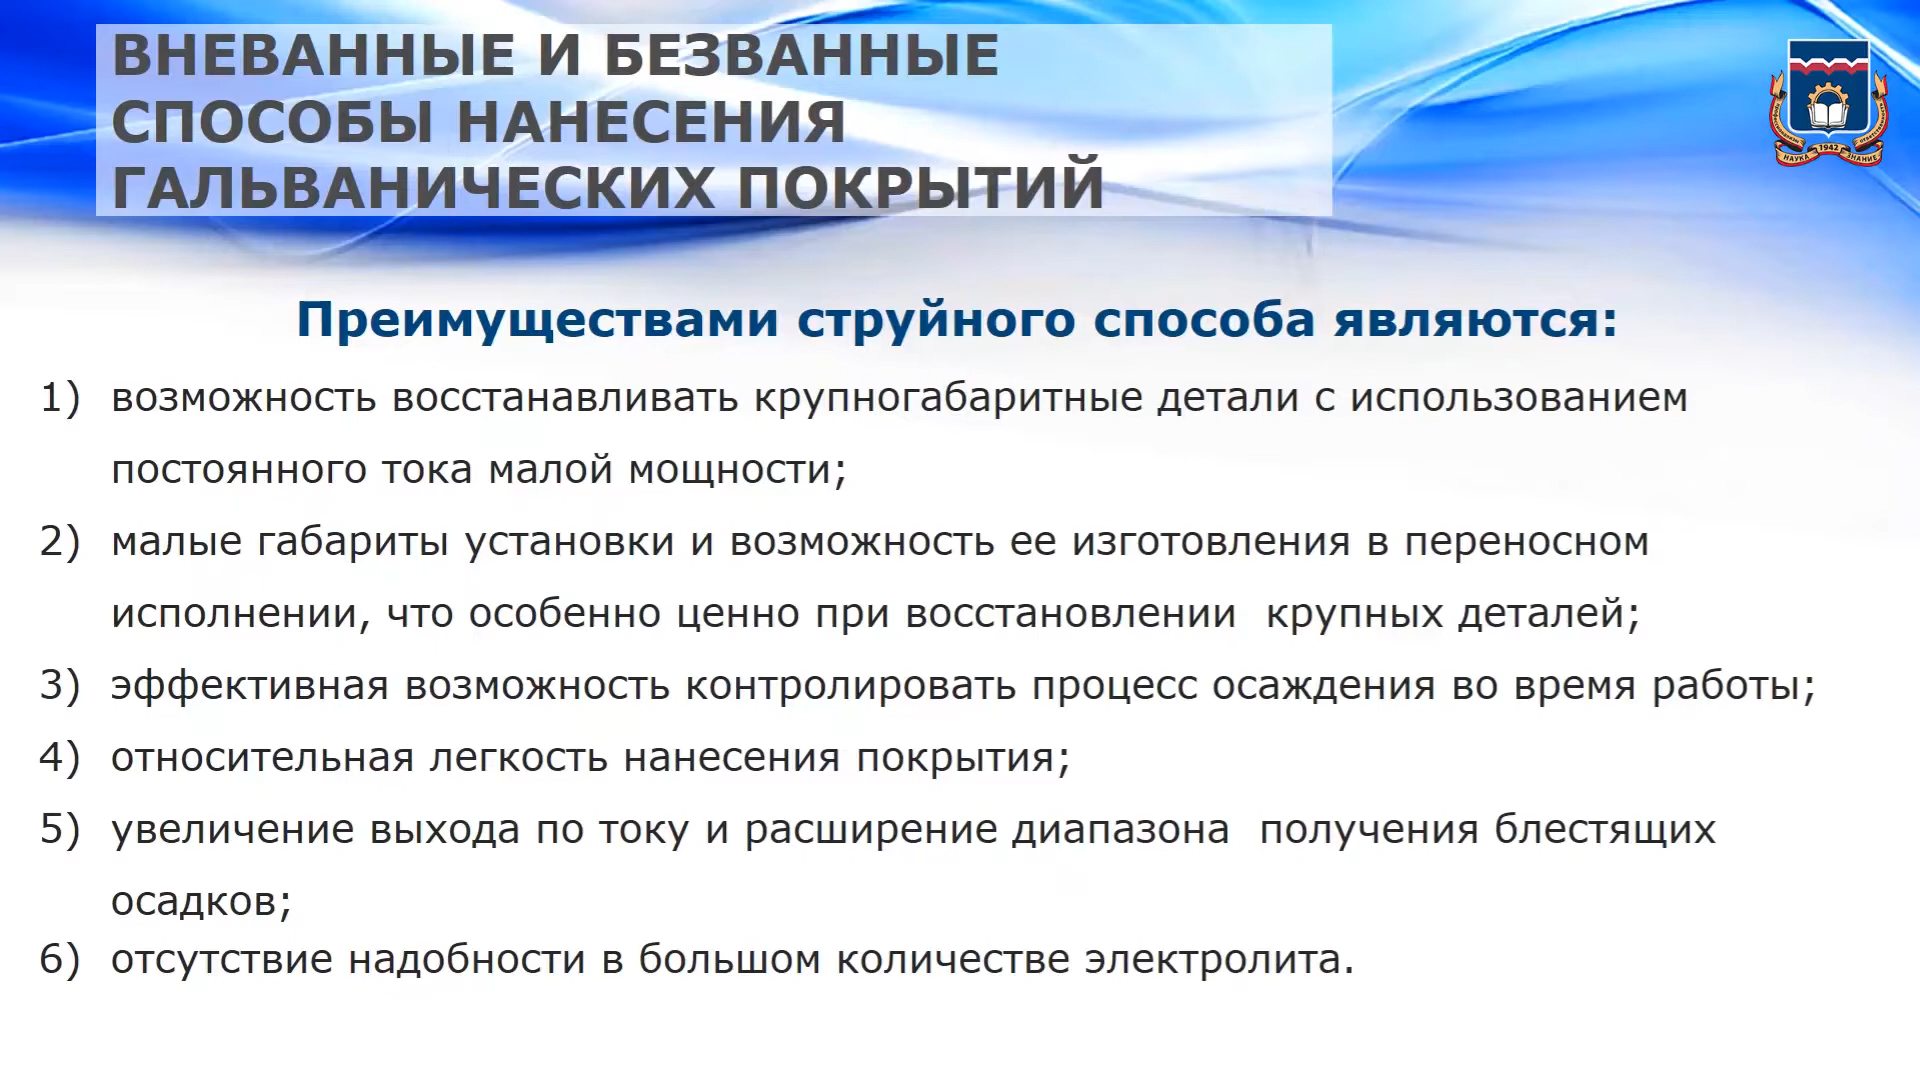 ВНЕВАННЫЕ И БЕЗВАННЫЕ
СПОСОБЫ НАНЕСЕНИЯ
ГАЛЬВАНИЧЕСКИХ ПОКРЫТИЙ
НАУКА 1942 ЗНАНИЕ
Преимуществами струйного способа являются:
1) возможность восстанавливать крупногабаритные детали с использованием
постоянного тока малой мощности;
2) малые габариты установки и возможность ее изготовления в переносном
исполнении, что особенно ценно при восстановлении крупных деталей;
3) эффективная возможность контролировать процесс осаждения во время работы;
4) относительная легкость нанесения покрытия;
5) увеличение выхода по току и расширение диапазона получения блестящих
осадков;
6) отсутствие надобности в большом количестве электролита.